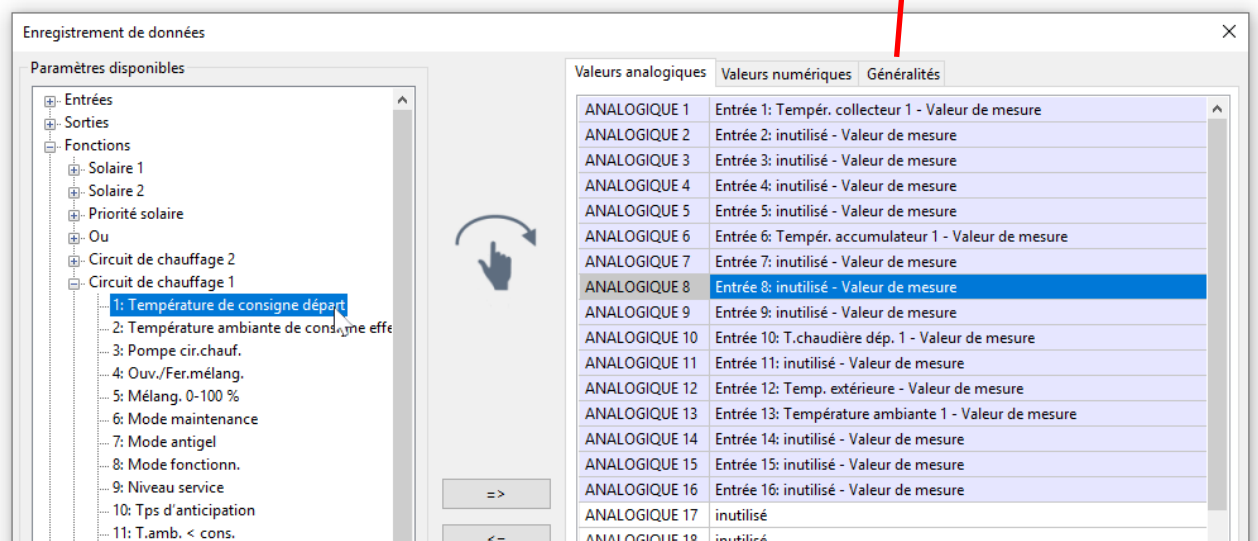 Enregistrement de données
Paramètres disponibles
Entrées
Sorties
Fonctions
Solaire 1
Solaire 2
Priorité solaire
Ou
Circuit de chauffage 2
Circuit de chauffage 1
1: Température de consigne départ
2: Température ambiante de consigne effe
3: Pompe cir.chauf.
4: Ouv./Fer.mélang.
5: Mélang. 0-100 %
6: Mode maintenance
7: Mode antigel
8: Mode fonctionn.
9: Niveau service
10: Tps d'anticipation
11: T.amb. < cons.
=>
<=
Valeurs analogiques Valeurs numériques Généralités
ANALOGIQUE 1 Entrée 1: Tempér. collecteur 1 - Valeur de mesure
ANALOGIQUE 2 Entrée 2: inutilisé - Valeur de mesure
ANALOGIQUE 3 Entrée 3: inutilisé - Valeur de mesure
ANALOGIQUE 4 Entrée 4: inutilisé - Valeur de mesure
ANALOGIQUE 5 Entrée 5: inutilisé - Valeur de mesure
ANALOGIQUE 6 Entrée 6: Tempér. accumulateur 1 - Valeur de mesure
ANALOGIQUE 7 Entrée 7: inutilisé - Valeur de mesure
ANALOGIQUE 8 Entrée 8: inutilisé - Valeur de mesure
ANALOGIQUE 9 Entrée 9: inutilisé - Valeur de mesure
ANALOGIQUE 10 Entrée 10: T.chaudière dép. 1 - Valeur de mesure
ANALOGIQUE 11 Entrée 11: inutilisé - Valeur de mesure
ANALOGIQUE 12 Entrée 12: Temp. extérieure - Valeur de mesure
ANALOGIQUE 13 Entrée 13: Température ambiante 1 - Valeur de mesure
ANALOGIQUE 14 Entrée 14: inutilisé - Valeur de mesure
ANALOGIQUE 15 Entrée 15: inutilisé - Valeur de mesure
ANALOGIQUE 16 Entrée 16: inutilisé - Valeur de mesure
ANALOGIQUE 17 inutilisé
ANALOGIQUE 18 inutilisé